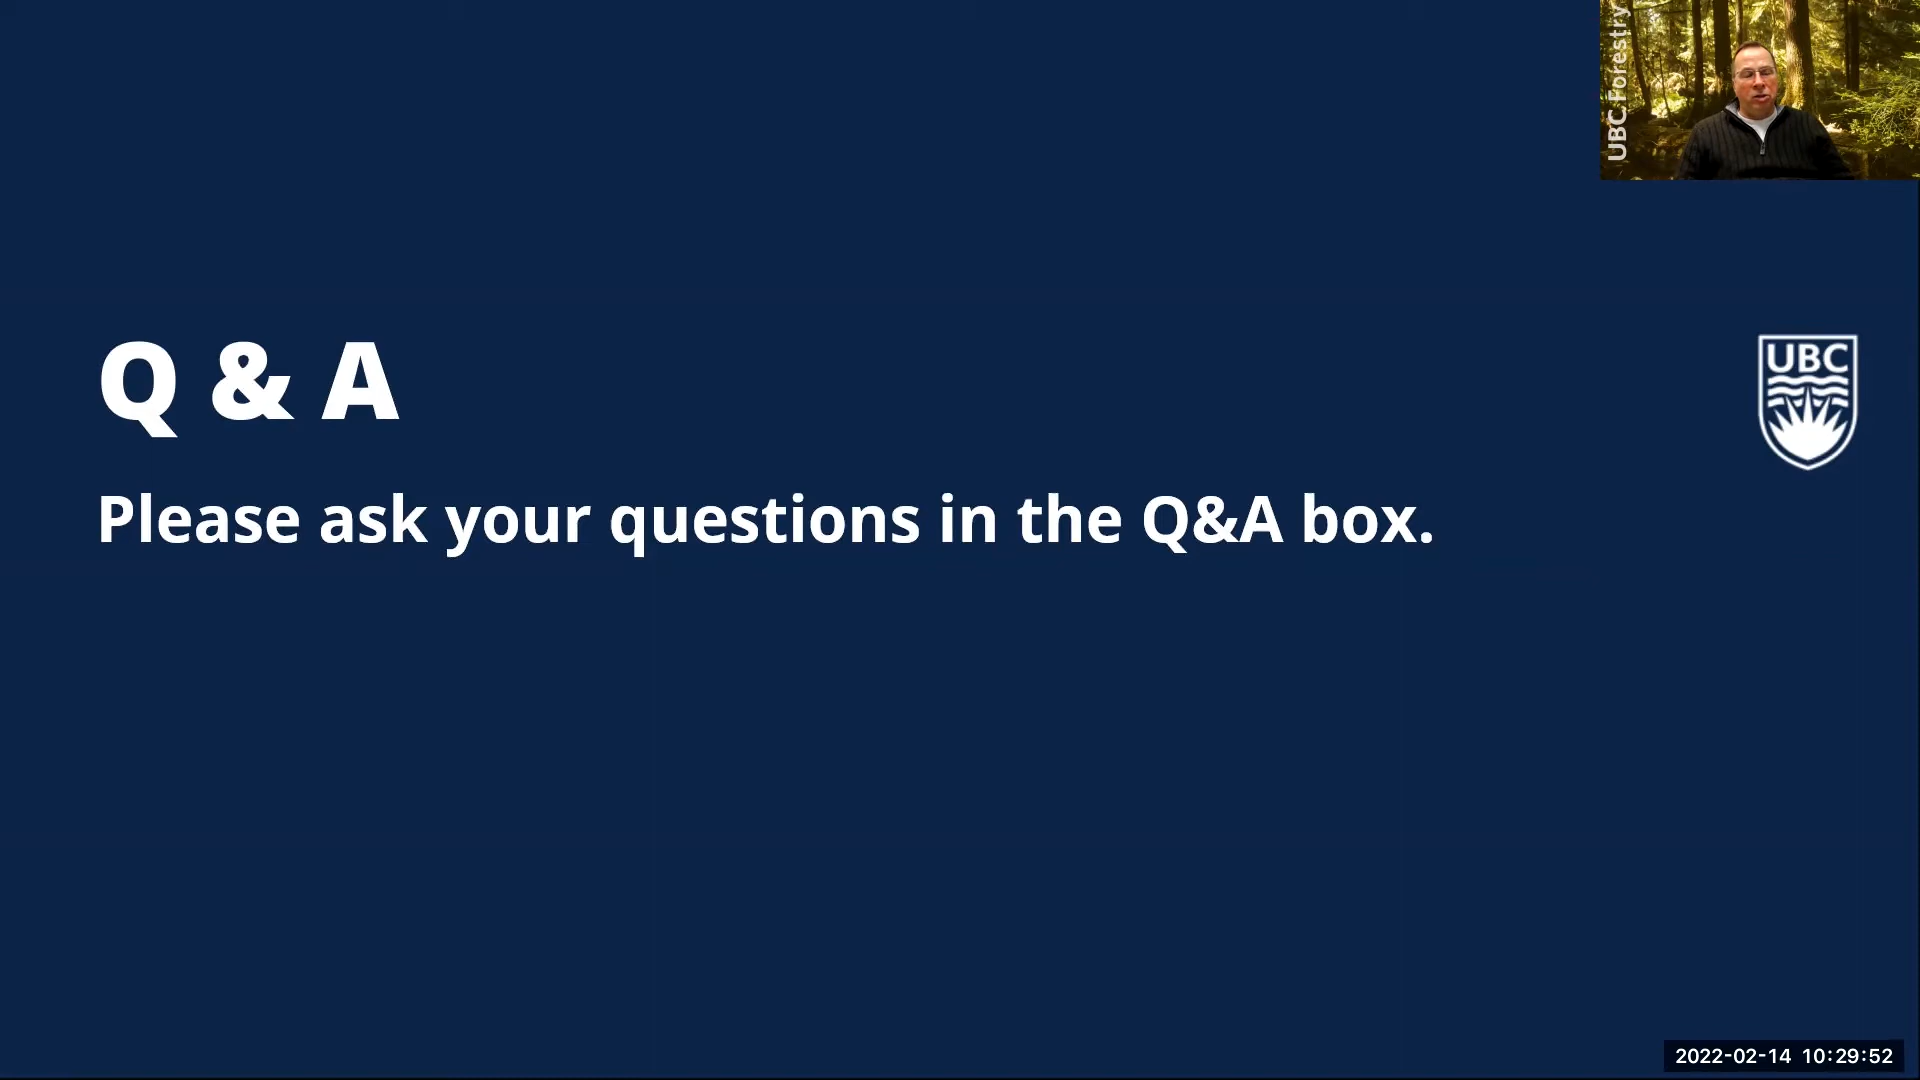 UBC Forestry
Q & A
UBC
Please ask your questions in the Q&A box.
2022-02-14 10:29:52